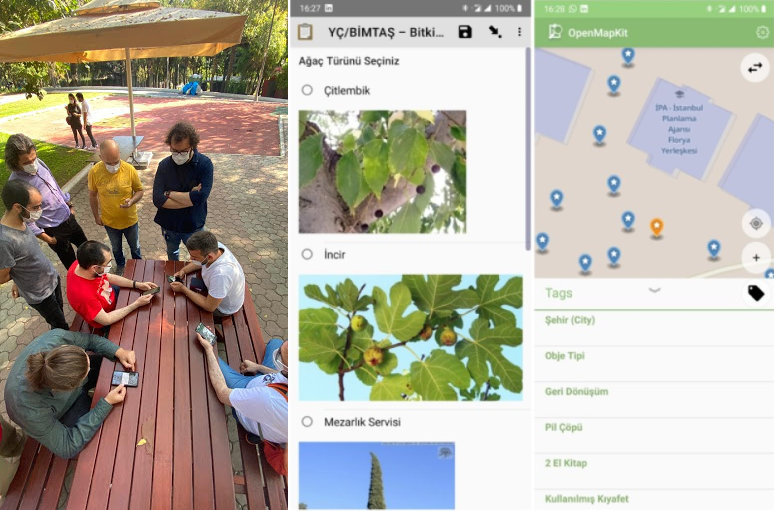 16:27
100%
YÇ/BİMTAŞ – Bitki...
Ağaç Türünü Seçiniz
Çitlembik
İncir
Mezarlık Servisi
16:28
100%
OpenMapKit
İPA - İstanbul
Planlama
Ajansı
Florya
Yerleşkesi
Tags
Şehir (City)
Obje Tipi
Geri Dönüşüm
Pil Çöpü
2 El Kitap
Kullanılmış Kıyafet